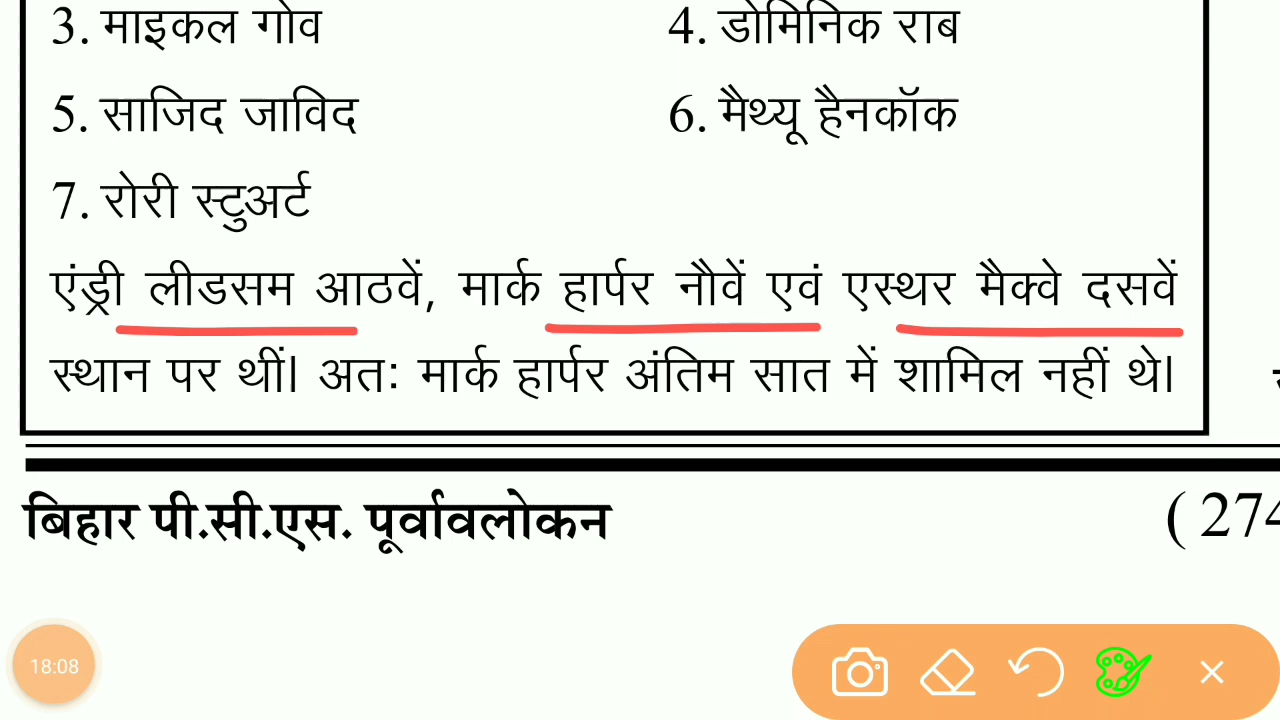 3. माइकल गोव 4. डोमिनिक राब
5. साजिद जाविद 6. मैथ्यू हैनकॉक
7. रोरी स्टुअर्ट
एंड्री लीडसम आठवें, मार्क हार्पर नौवें एवं एस्थर मैक्वे दसवें
स्थान पर थीं। अत: मार्क हार्पर अंतिम सात में शामिल नहीं थे।
बिहार पी.सी.एस. पूर्वावलोकन (274
18:08